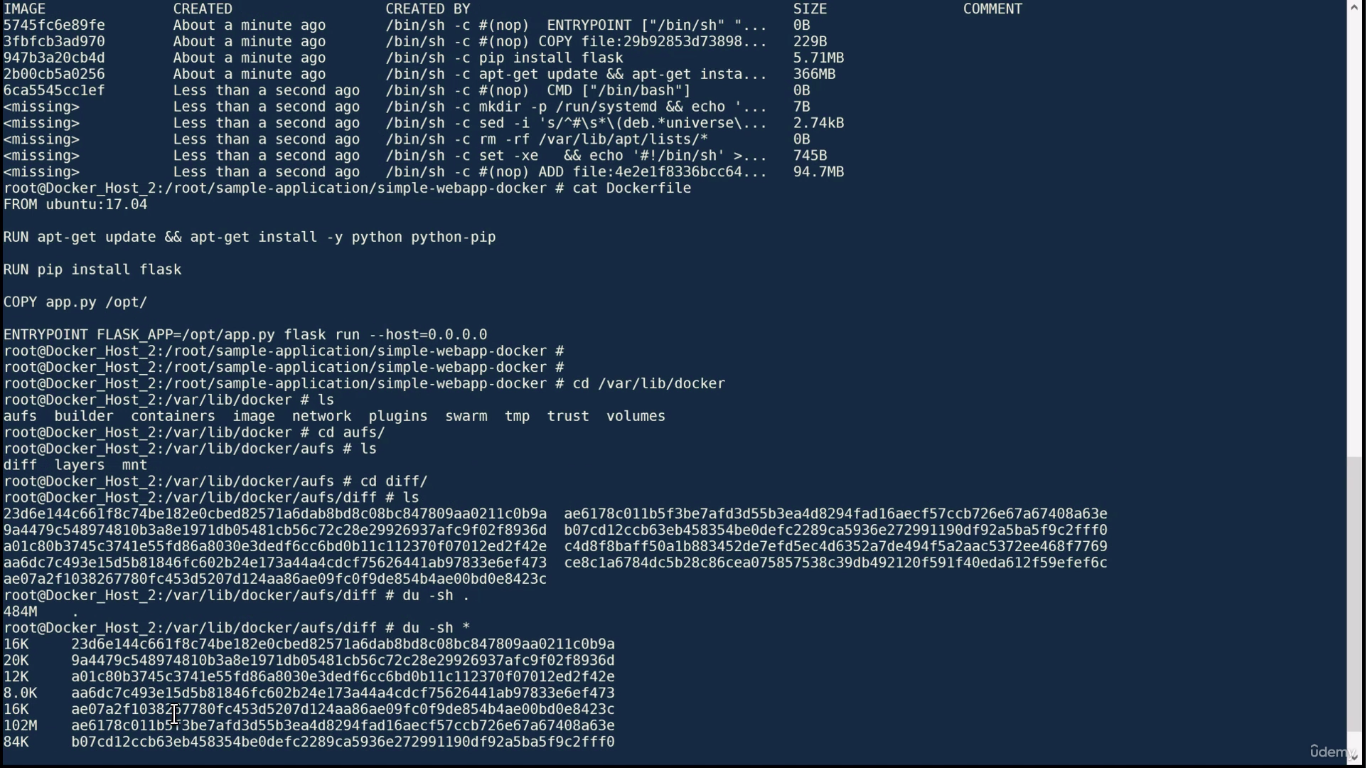 IMAGE CREATED CREATED BY SIZE COMMENT
5745fc6e89fe About a minute ago /bin/sh -c #(nop) ENTRYPOINT ["/bin/sh" "... 0B
3fbfcb3ad970 About a minute ago /bin/sh -c #(nop) COPY file:29b92853d73898... 229B
947b3a20cb4d About a minute ago /bin/sh -c pip install flask 5.71MB
2b00cb5a0256 About a minute ago /bin/sh -c apt-get update && apt-get insta... 366MB
6ca5545cc1ef Less than a second ago /bin/sh -c #(nop) CMD ["/bin/bash"] 0B
<missing> Less than a second ago /bin/sh -c mkdir -p /run/systemd && echo '... 7B
<missing> Less than a second ago /bin/sh -c sed -i 's/^#\s*\(deb.*universe\... 2.74kB
<missing> Less than a second ago /bin/sh -c rm -rf /var/lib/apt/lists/* 0B
<missing> Less than a second ago /bin/sh -c set -xe && echo '#!/bin/sh' >... 745B
<missing> Less than a second ago /bin/sh -c #(nop) ADD file:4e2e1f8336bcc64... 94.7MB
root@Docker_Host_2:/root/sample-application/simple-webapp-docker # cat Dockerfile
FROM ubuntu:17.04
RUN apt-get update && apt-get install -y python python-pip
RUN pip install flask
COPY app.py /opt/
ENTRYPOINT FLASK_APP=/opt/app.py flask run --host=0.0.0.0
root@Docker_Host_2:/root/sample-application/simple-webapp-docker #
root@Docker_Host_2:/root/sample-application/simple-webapp-docker #
root@Docker_Host_2:/root/sample-application/simple-webapp-docker # cd /var/lib/docker
root@Docker_Host_2:/var/lib/docker # ls
aufs builder containers image network plugins swarm tmp trust volumes
root@Docker_Host_2:/var/lib/docker # cd aufs/
root@Docker_Host_2:/var/lib/docker/aufs # ls
diff layers mnt
root@Docker_Host_2:/var/lib/docker/aufs # cd diff/
root@Docker_Host_2:/var/lib/docker/aufs/diff # ls
23d6e144c661f8c74be182e0cbed82571a6dab8bd8c08bc847809aa0211c0b9a ae6178c011b5f3be7afd3d55b3ea4d8294fad16aecf57ccb726e67a67408a63e
9a4479c548974810b3a8e1971db05481cb56c72c28e29926937afc9f02f8936d b07cd12ccb63eb458354be0defc2289ca5936e272991190df92a5ba5f9c2fff0
a01c80b3745c3741e55fd86a8030e3dedf6cc6bd0b11c112370f07012ed2f42e c4d8f8baff50a1b883452de7efd5ec4d6352a7de494f5a2aac5372ee468f7769
aa6dc7c493e15d5b81846fc602b24e173a44a4cdcf75626441ab97833e6ef473 ce8c1a6784dc5b28c86cea075857538c39db492120f591f40eda612f59efef6c
ae07a2f1038267780fc453d5207d124aa86ae09fc0f9de854b4ae00bd0e8423c
root@Docker_Host_2:/var/lib/docker/aufs/diff # du -sh .
484M .
root@Docker_Host_2:/var/lib/docker/aufs/diff # du -sh *
16K 23d6e144c661f8c74be182e0cbed82571a6dab8bd8c08bc847809aa0211c0b9a
20K 9a4479c548974810b3a8e1971db05481cb56c72c28e29926937afc9f02f8936d
12K a01c80b3745c3741e55fd86a8030e3dedf6cc6bd0b11c112370f07012ed2f42e
8.0K aa6dc7c493e15d5b81846fc602b24e173a44a4cdcf75626441ab97833e6ef473
16K ae07a2f1038267780fc453d5207d124aa86ae09fc0f9de854b4ae00bd0e8423c
102M ae6178c011b5f3be7afd3d55b3ea4d8294fad16aecf57ccb726e67a67408a63e
84K b07cd12ccb63eb458354be0defc2289ca5936e272991190df92a5ba5f9c2fff0
ûdemy